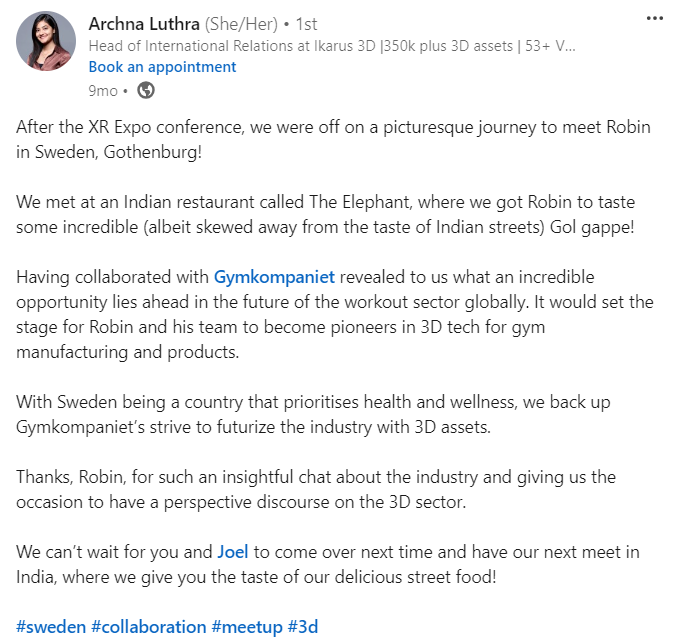 Archna Luthra (She/Her) • 1st
Head of International Relations at Ikarus 3D |350k plus 3D assets | 53+ V...
Book an appointment
9mo •
After the XR Expo conference, we were off on a picturesque journey to meet Robin
in Sweden, Gothenburg!
We met at an Indian restaurant called The Elephant, where we got Robin to taste
some incredible (albeit skewed away from the taste of Indian streets) Gol gappe!
Having collaborated with Gymkompaniet revealed to us what an incredible
opportunity lies ahead in the future of the workout sector globally. It would set the
stage for Robin and his team to become pioneers in 3D tech for gym
manufacturing and products.
With Sweden being a country that prioritises health and wellness, we back up
Gymkompaniet’s strive to futurize the industry with 3D assets.
Thanks, Robin, for such an insightful chat about the industry and giving us the
occasion to have a perspective discourse on the 3D sector.
We can’t wait for you and Joel to come over next time and have our next meet in
India, where we give you the taste of our delicious street food!
#sweden #collaboration #meetup #3d